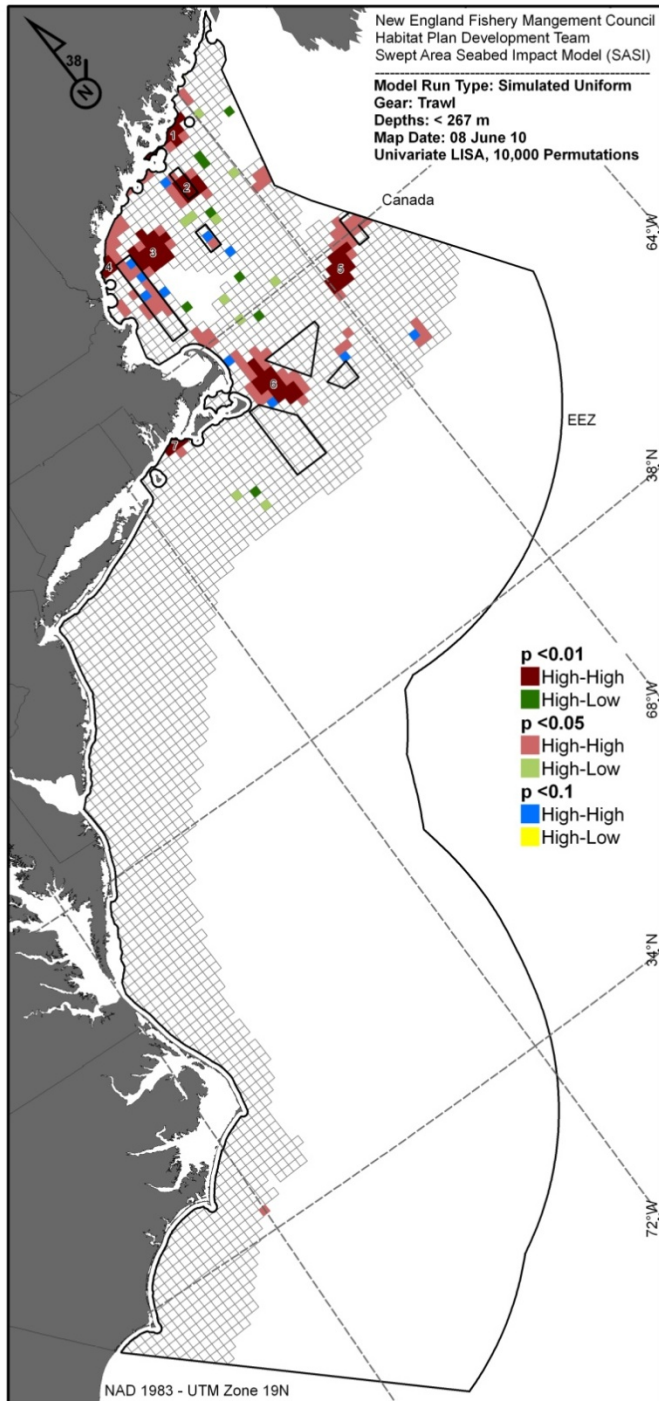 New England Fishery Mangement Council
Habitat Plan Development Team
Swept Area Seabed Impact Model (SASI)
Model Run Type: Simulated Uniform
Gear: Trawl
Depths: < 267 m
Map Date: 08 June 10
Univariate LISA, 10,000 Permutations
38
N
1
2
3
4
5
6
7
Canada
64°W
EEZ
38°N
p <0.01
High-High
High-Low
p <0.05
High-High
High-Low
p <0.1
High-High
High-Low
68°W
34°N
72°W
NAD 1983 - UTM Zone 19N